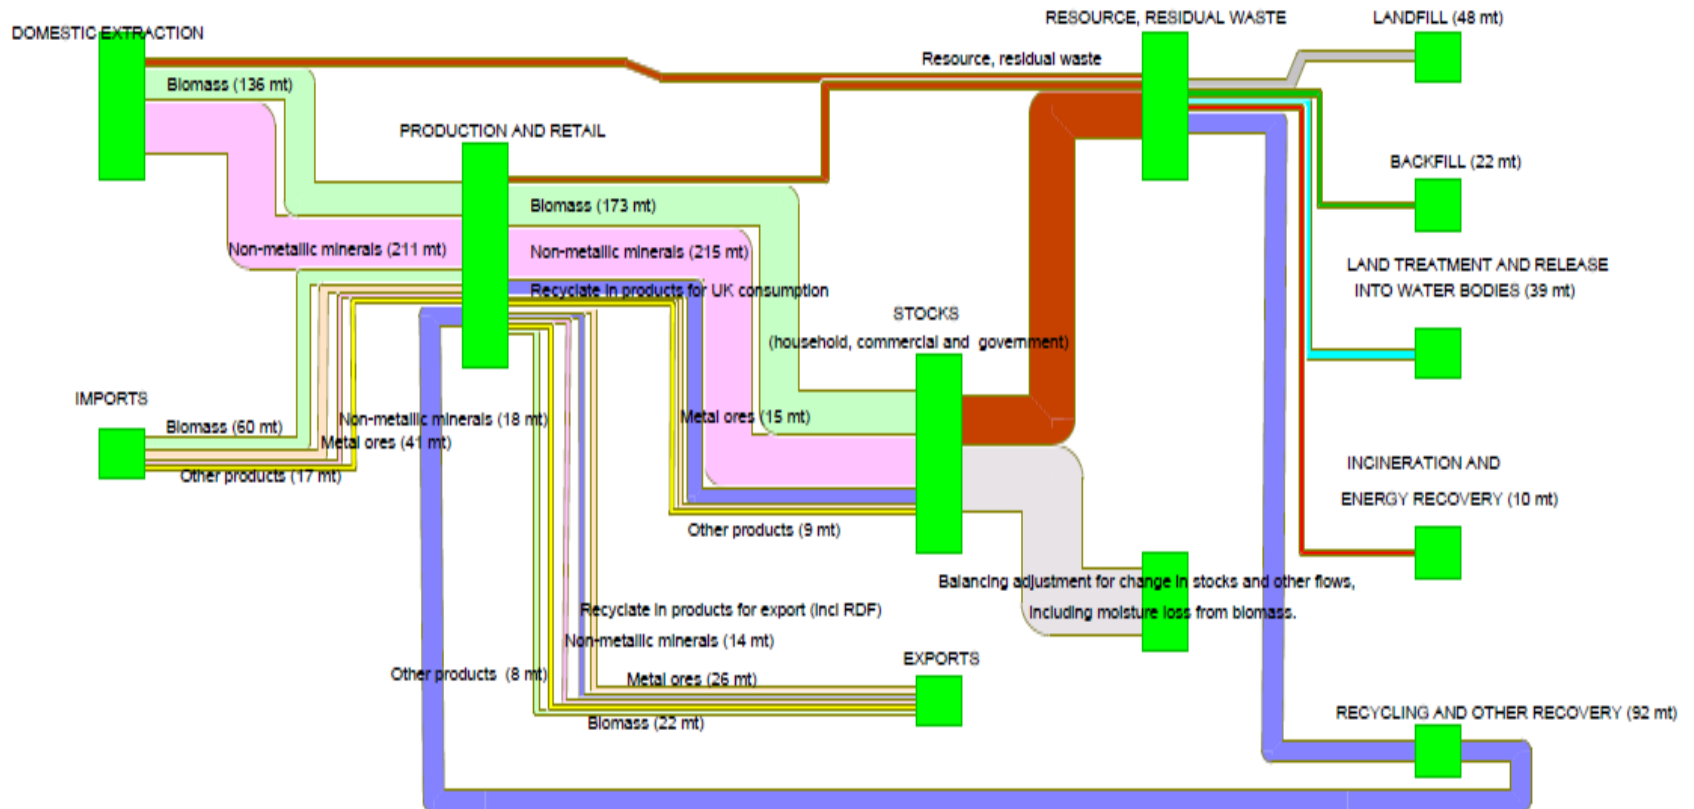 RESOURCE, RESIDUAL WASTE
LANDFILL (48 mt)
DOMESTIC EXTRACTION
Resource, residual waste
Biomass (136 mt)
PRODUCTION AND RETAIL
BACKFILL (22 mt)
Biomass (173 mt)
Non-metallic minerals (211 mt)
Non-metallic minerals (215 mt)
LAND TREATMENT AND RELEASE
INTO WATER BODIES (39 mt)
Recyclate in products for UK consumption
STOCKS
(household, commercial and government)
IMPORTS
Biomass (60 mt)
Non-metallic minerals (18 mt)
Metal ores (15 mt)
Metal ores (41 mt)
Other products (17 mt)
INCINERATION AND
ENERGY RECOVERY (10 mt)
Other products (9 mt)
Balancing adjustment for change in stocks and other flows,
including moisture loss from biomass.
Recyclate in products for export (incl RDF)
Non-metallic minerals (14 mt)
EXPORTS
Other products (8 mt)
Metal ores (26 mt)
Biomass (22 mt)
RECYCLING AND OTHER RECOVERY (92 mt)